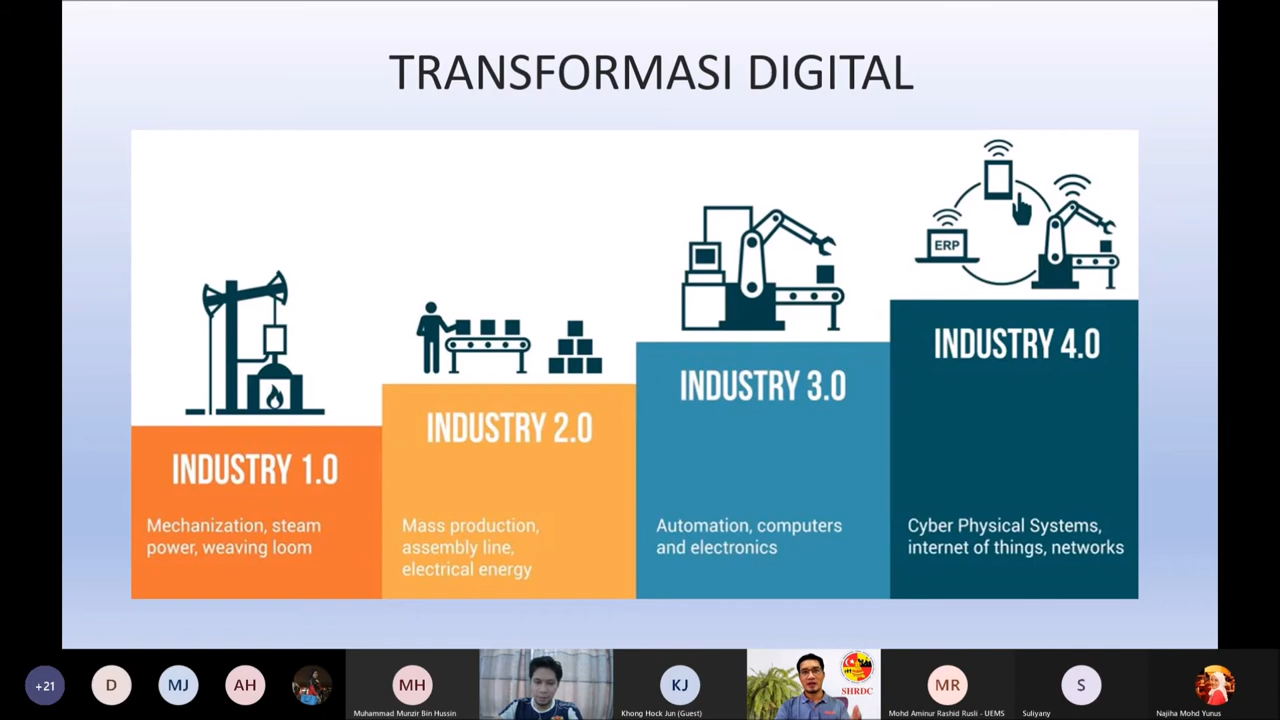 TRANSFORMASI DIGITAL
ERP
INDUSTRY 1.0
Mechanization, steam
power, weaving loom
INDUSTRY 2.0
Mass production,
assembly line,
electrical energy
INDUSTRY 3.0
Automation, computers
and electronics
INDUSTRY 4.0
Cyber Physical Systems,
internet of things, networks
+21
D
MJ
AH
MH
Muhammad Munzir Bin Hussin
KJ
Khong Hock Jun (Guest)
SHRDC
MR
Mohd Aminur Rashid Rusli - UEMS
S
Suliyany
Najiha Mohd Yunus